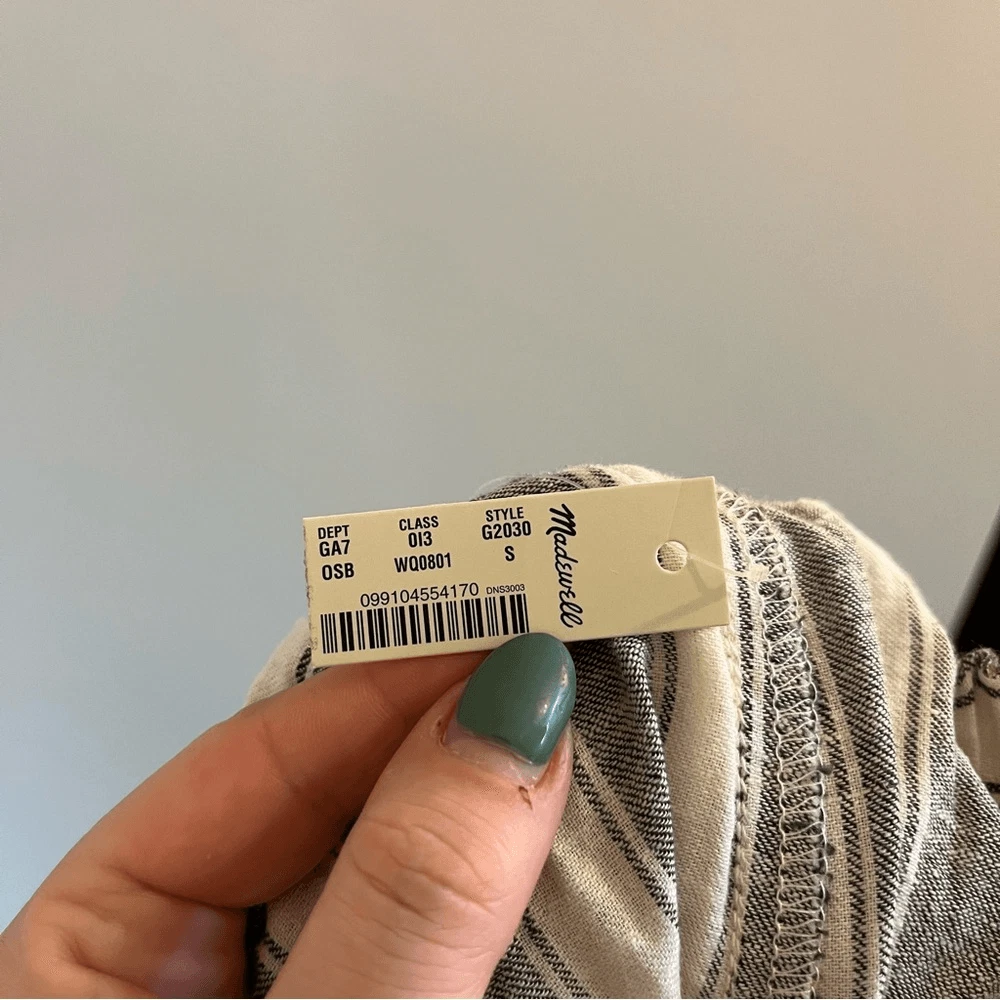 DEPT CLASS STYLE
GA7 0I3 G2030
OSB WQ0801 S
099104554170 DNS3003
Madewell